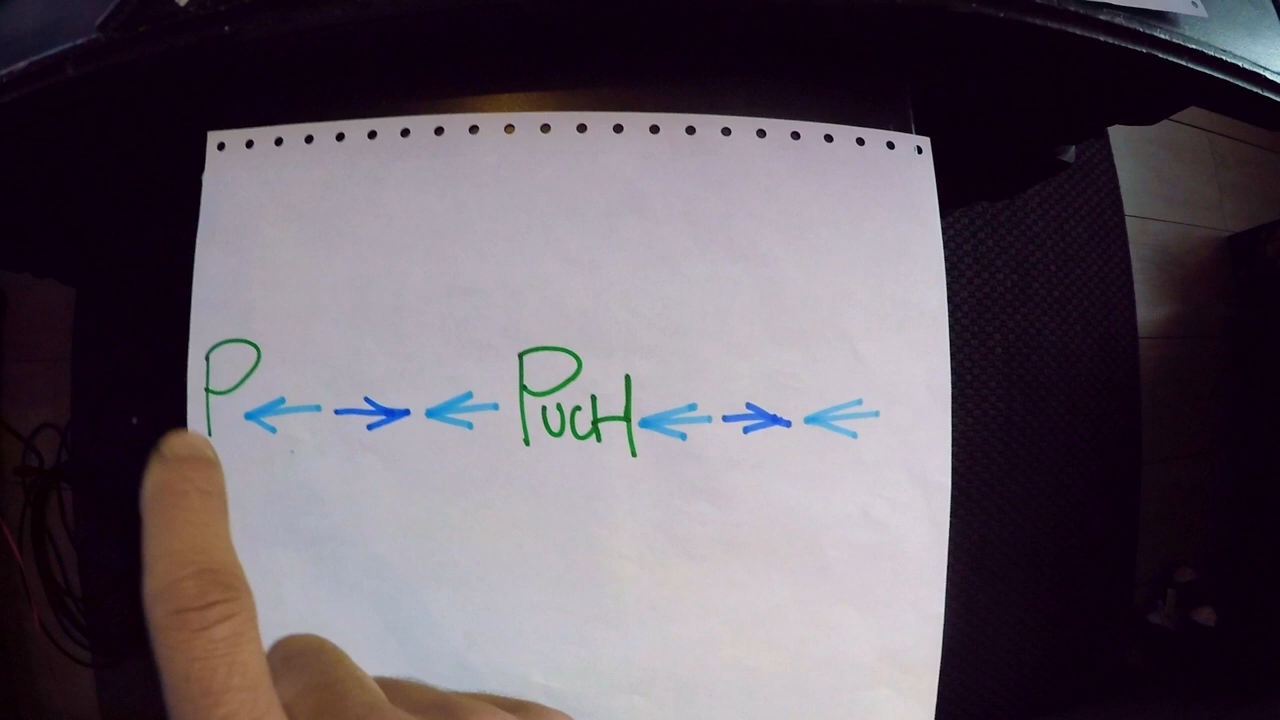 P ← → ← PUCH ← → ←